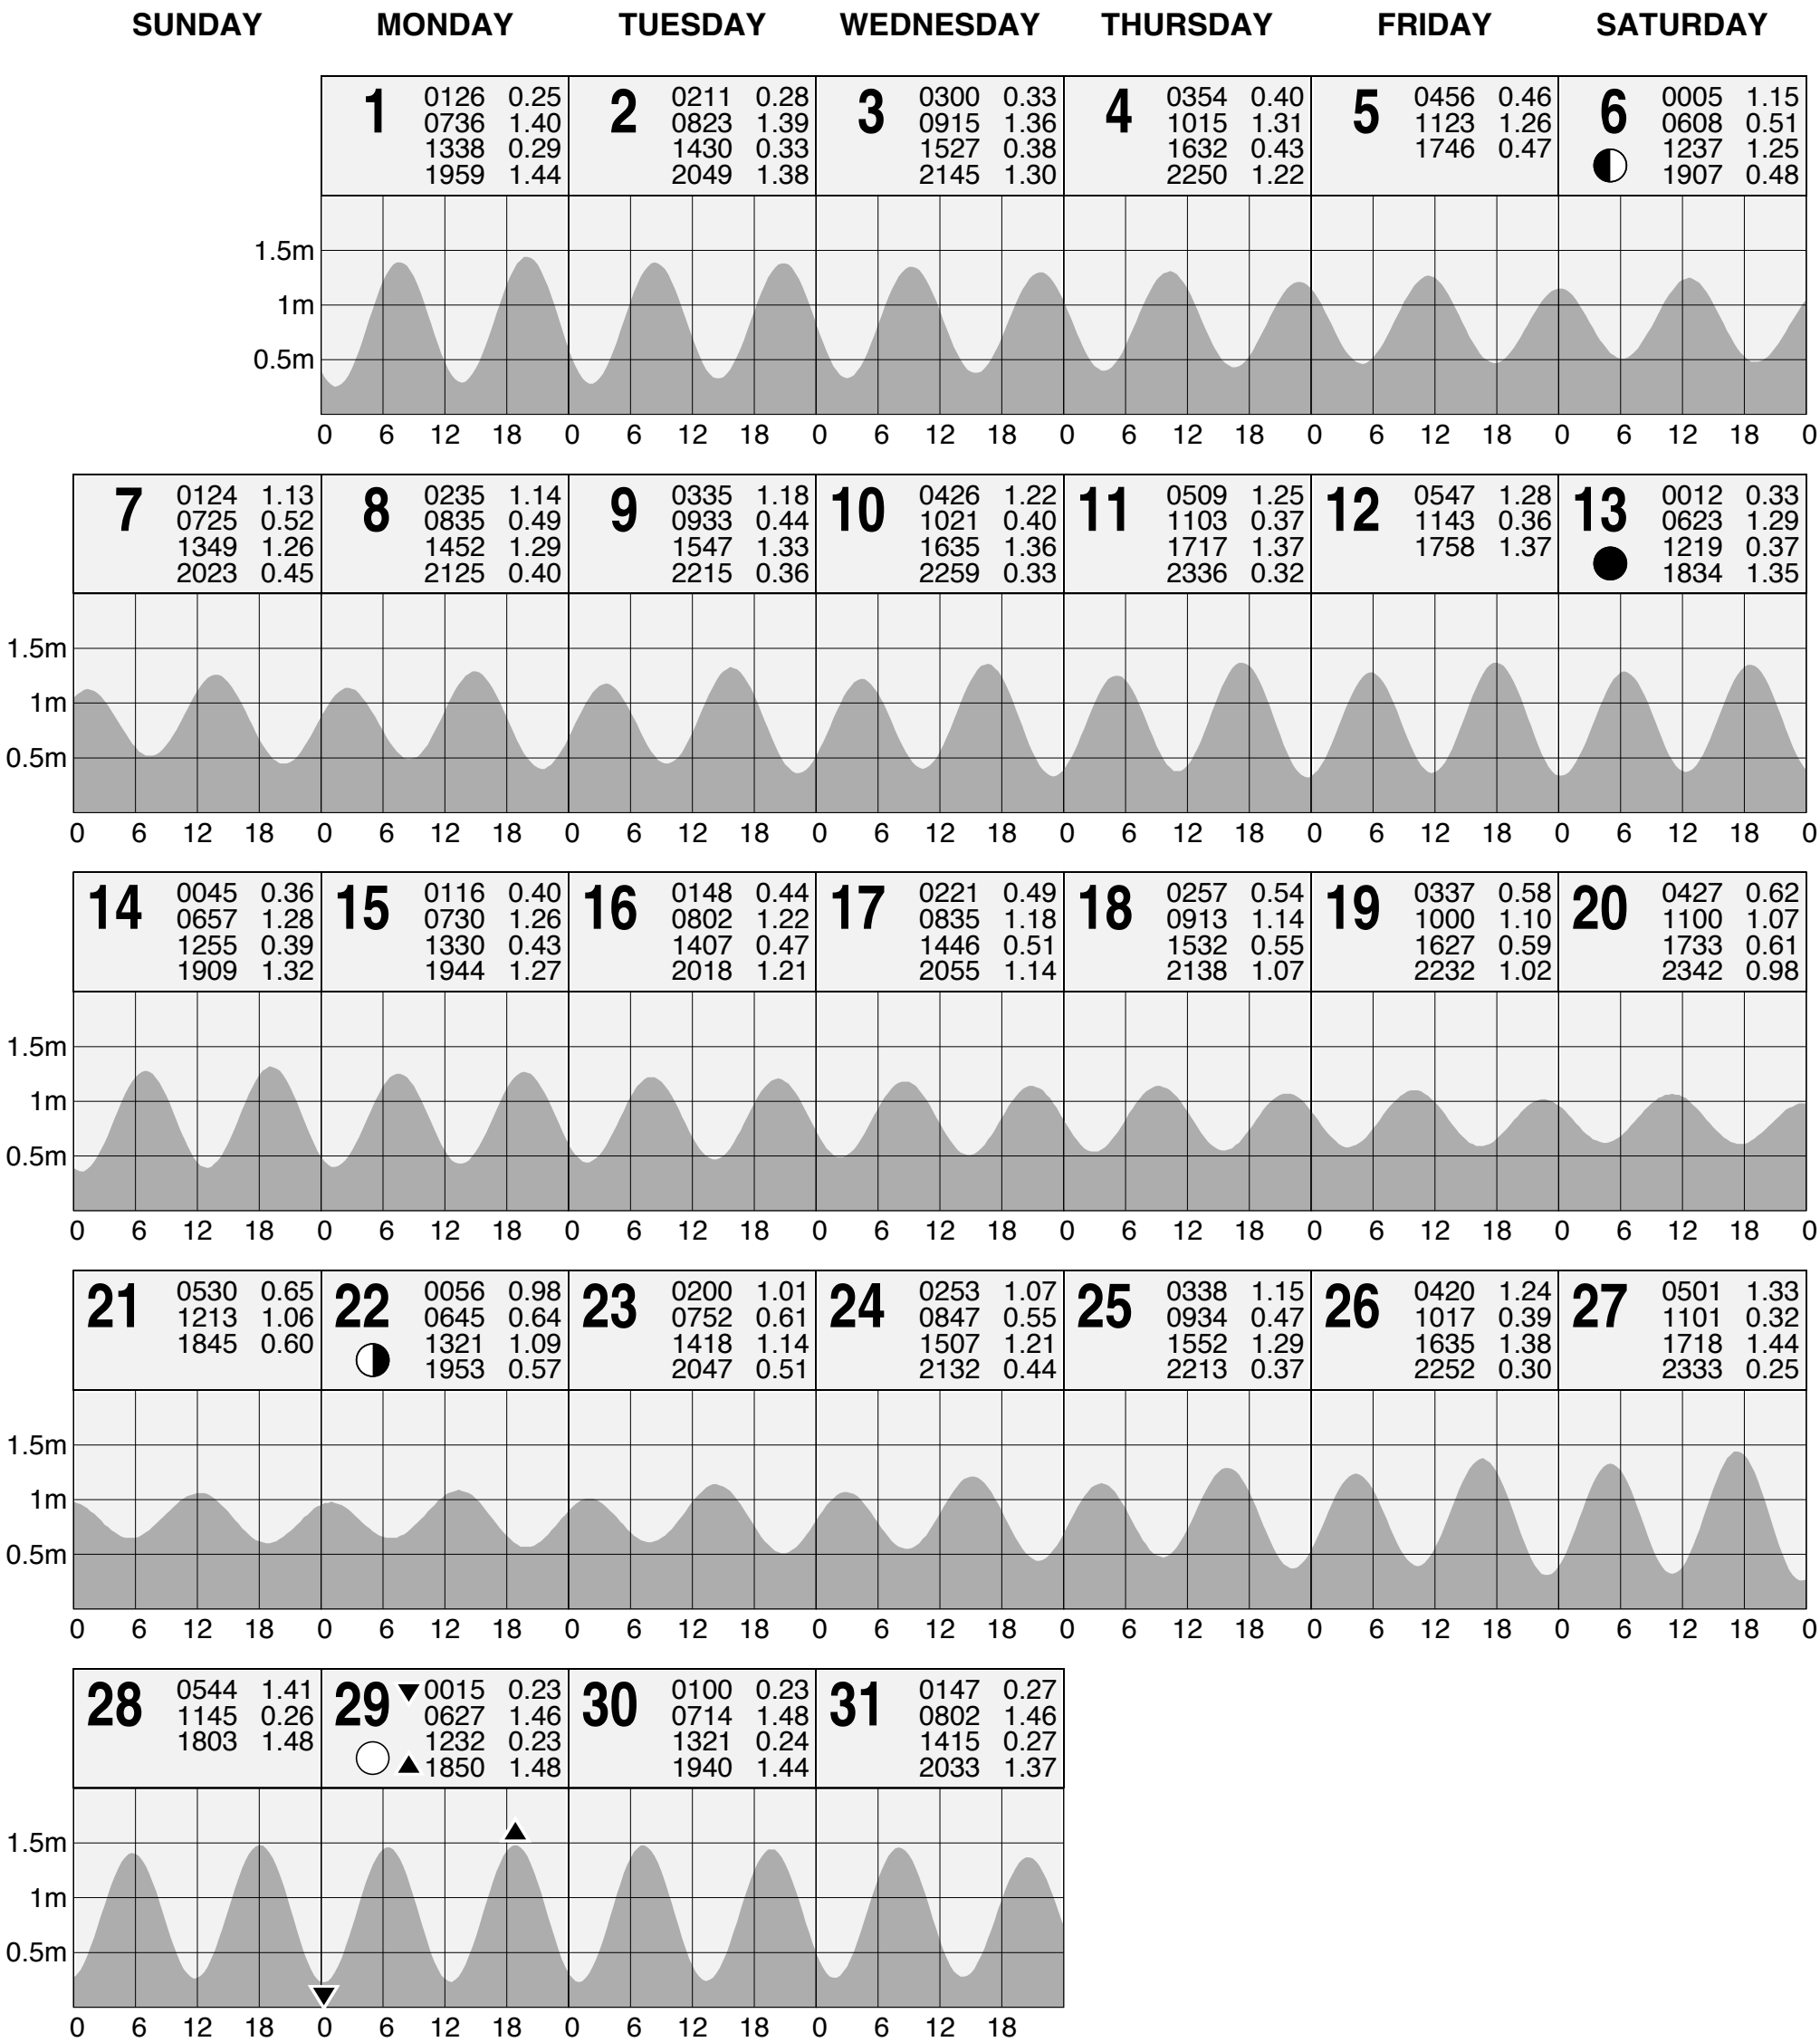 SUNDAY MONDAY TUESDAY WEDNESDAY THURSDAY FRIDAY SATURDAY
1 0126 0.25
0736 1.40
1338 0.29
1959 1.44
2 0211 0.28
0823 1.39
1430 0.33
2049 1.38
3 0300 0.33
0915 1.36
1527 0.38
2145 1.30
4 0354 0.40
1015 1.31
1632 0.43
2250 1.22
5 0456 0.46
1123 1.26
1746 0.47
6 0005 1.15
0608 0.51
1237 1.25
1907 0.48
1.5m
1m
0.5m
0 6 12 18 0 6 12 18 0 6 12 18 0 6 12 18 0 6 12 18 0 6 12 18 0
7 0124 1.13
0725 0.52
1349 1.26
2023 0.45
8 0235 1.14
0835 0.49
1452 1.29
2125 0.40
9 0335 1.18
0933 0.44
1547 1.33
2215 0.36
10 0426 1.22
1021 0.40
1635 1.36
2259 0.33
11 0509 1.25
1103 0.37
1717 1.37
2336 0.32
12 0547 1.28
1143 0.36
1758 1.37
13 0012 0.33
0623 1.29
1219 0.37
1834 1.35
1.5m
1m
0.5m
0 6 12 18 0 6 12 18 0 6 12 18 0 6 12 18 0 6 12 18 0 6 12 18 0 6 12 18 0
14 0045 0.36
0657 1.28
1255 0.39
1909 1.32
15 0116 0.40
0730 1.26
1330 0.43
1944 1.27
16 0148 0.44
0802 1.22
1407 0.47
2018 1.21
17 0221 0.49
0835 1.18
1446 0.51
2055 1.14
18 0257 0.54
0913 1.14
1532 0.55
2138 1.07
19 0337 0.58
1000 1.10
1627 0.59
2232 1.02
20 0427 0.62
1100 1.07
1733 0.61
2342 0.98
1.5m
1m
0.5m
0 6 12 18 0 6 12 18 0 6 12 18 0 6 12 18 0 6 12 18 0 6 12 18 0 6 12 18 0
21 0530 0.65
1213 1.06
1845 0.60
22 0056 0.98
0645 0.64
1321 1.09
1953 0.57
23 0200 1.01
0752 0.61
1418 1.14
2047 0.51
24 0253 1.07
0847 0.55
1507 1.21
2132 0.44
25 0338 1.15
0934 0.47
1552 1.29
2213 0.37
26 0420 1.24
1017 0.39
1635 1.38
2252 0.30
27 0501 1.33
1101 0.32
1718 1.44
2333 0.25
1.5m
1m
0.5m
0 6 12 18 0 6 12 18 0 6 12 18 0 6 12 18 0 6 12 18 0 6 12 18 0 6 12 18 0
28 0544 1.41
1145 0.26
1803 1.48
29 0015 0.23
0627 1.46
1232 0.23
1850 1.48
30 0100 0.23
0714 1.48
1321 0.24
1940 1.44
31 0147 0.27
0802 1.46
1415 0.27
2033 1.37
1.5m
1m
0.5m
0 6 12 18 0 6 12 18 0 6 12 18 0 6 12 18